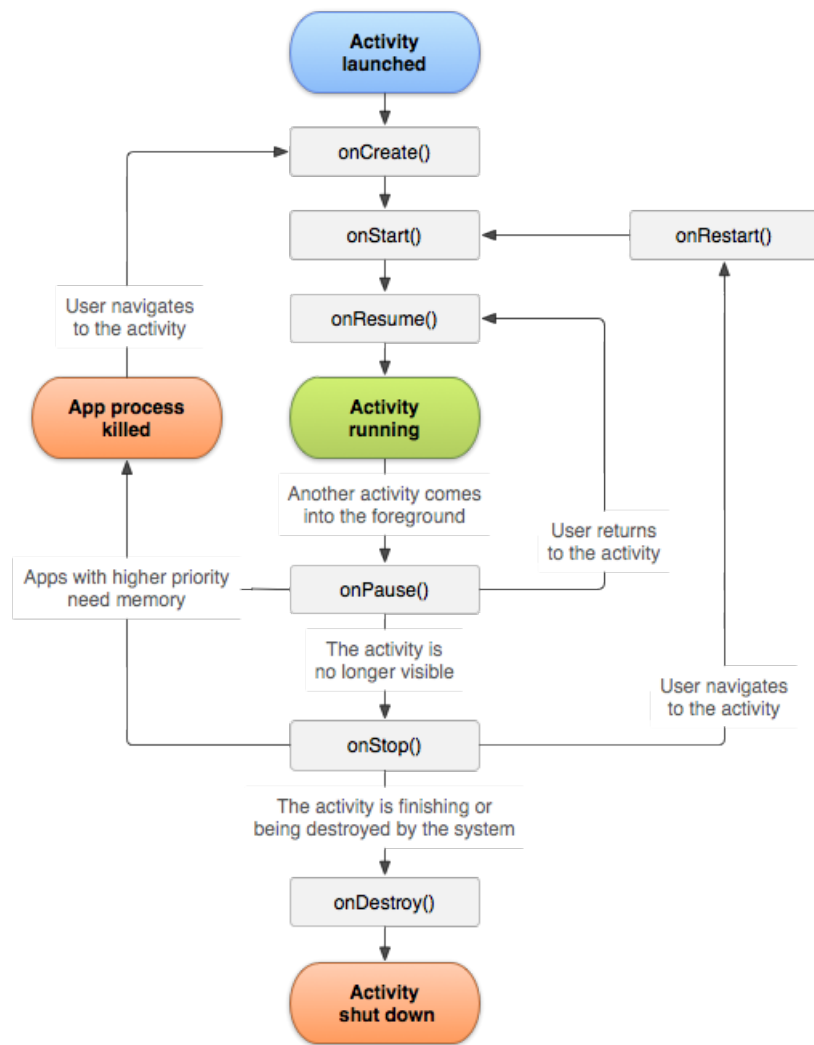 Activity
launched
onCreate()
onStart()
onRestart()
User navigates
to the activity
onResume()
App process
killed
Activity
running
Another activity comes
into the foreground
User returns
to the activity
Apps with higher priority
need memory
onPause()
The activity is
no longer visible
User navigates
to the activity
onStop()
The activity is finishing or
being destroyed by the system
onDestroy()
Activity
shut down